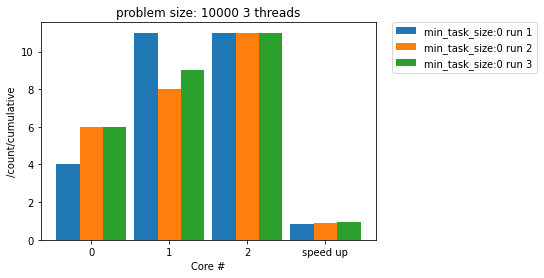 problem size: 10000 3 threads
min_task_size:0 run 1
min_task_size:0 run 2
min_task_size:0 run 3
/count/cumulative
10
8
6
4
2
0
0 1 2 speed up
Core #